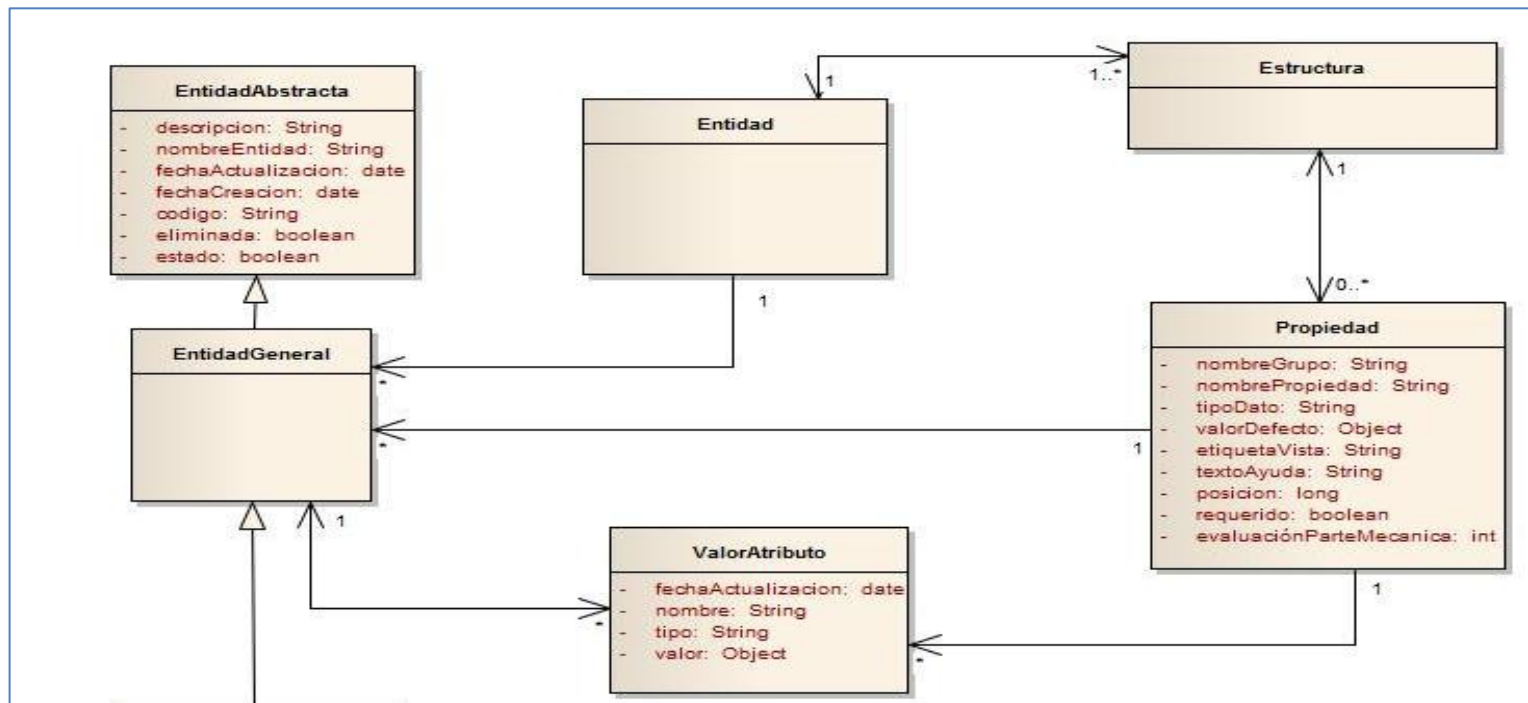 EntidadAbstracta
- descripcion: String
- nombreEntidad: String
- fechaActualizacion: date
- fechaCreacion: date
- codigo: String
- eliminada: boolean
- estado: boolean
Entidad
1
1..*
Estructura
1
1
0..*
EntidadGeneral
*
*
1
Propiedad
- nombreGrupo: String
- nombrePropiedad: String
- tipoDato: String
- valorDefecto: Object
- etiquetaVista: String
- textoAyuda: String
- posicion: long
- requerido: boolean
- evaluaciónParteMecanica: int
1
1
ValorAtributo
- fechaActualizacion: date
- nombre: String
- tipo: String
- valor: Object
*
*